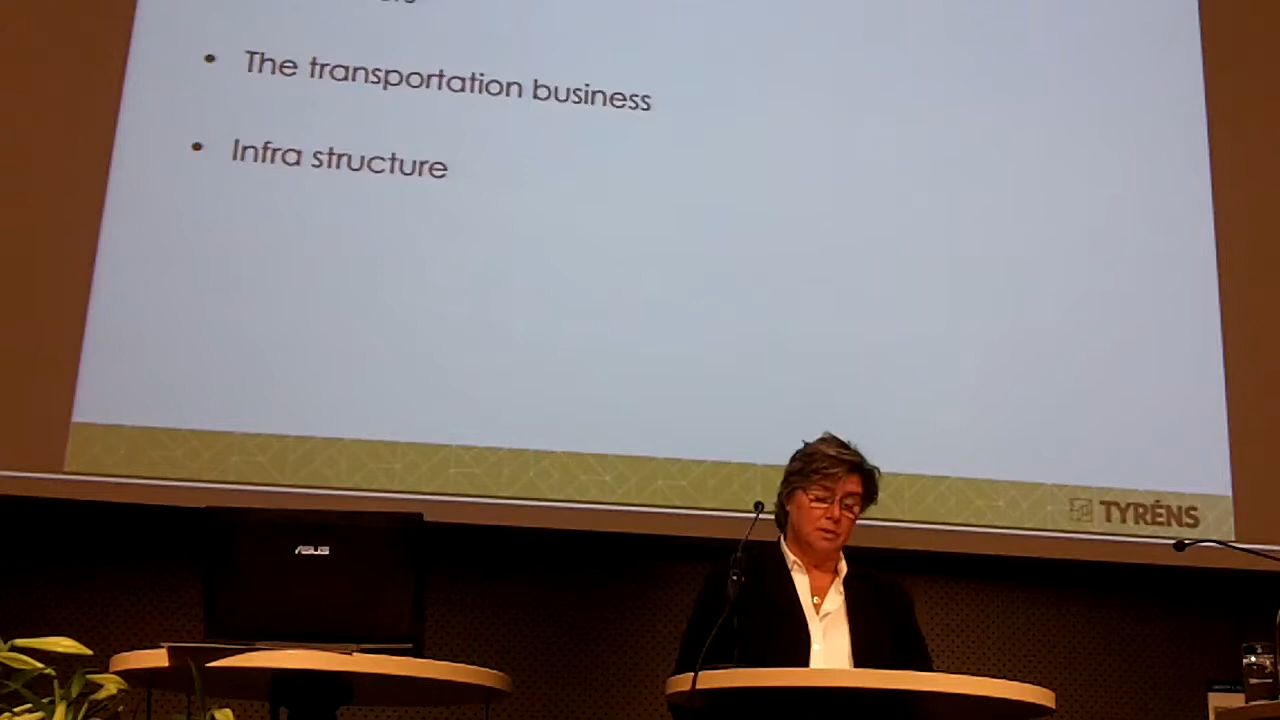 • The transportation business
• Infra structure
TYRÉNS
ASUS